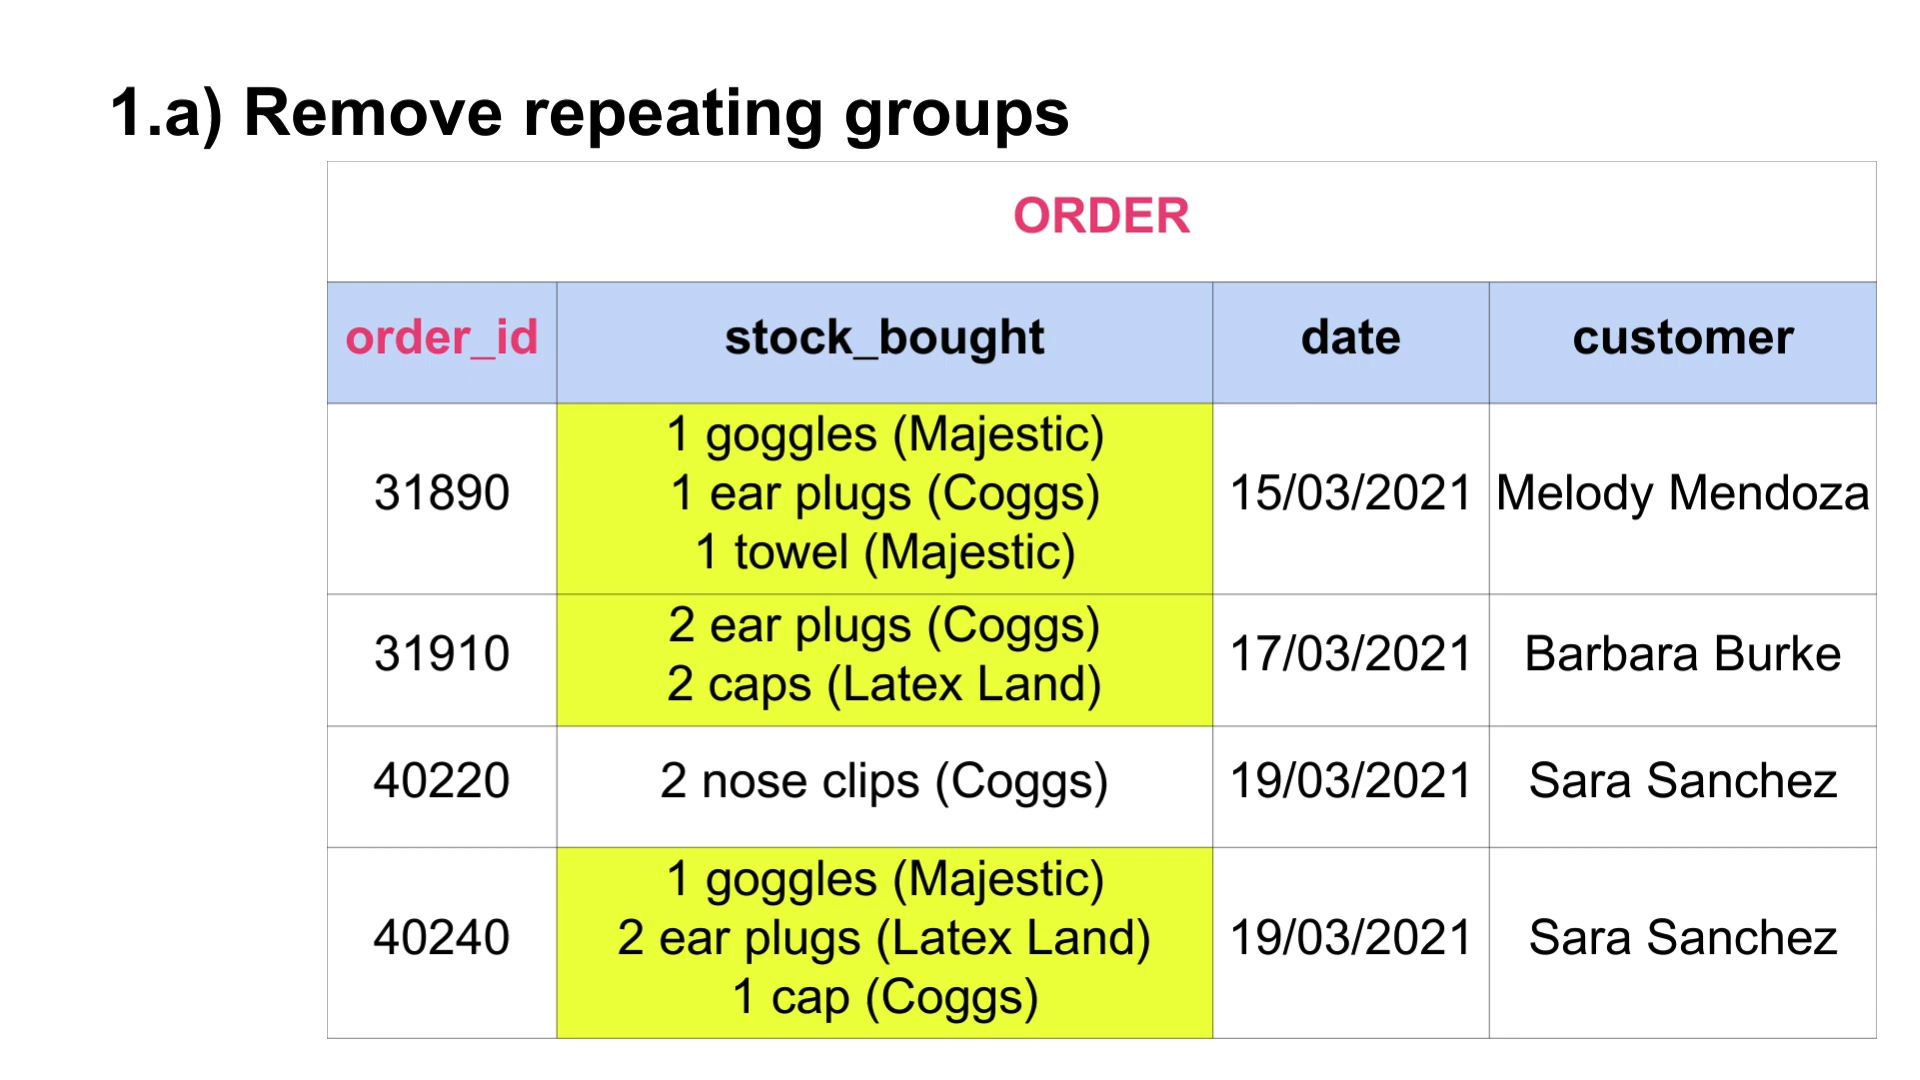 1.a) Remove repeating groups
ORDER
order_id stock_bought date customer
31890
1 goggles (Majestic)
1 ear plugs (Coggs)
1 towel (Majestic)
15/03/2021
Melody Mendoza
31910
2 ear plugs (Coggs)
2 caps (Latex Land)
17/03/2021
Barbara Burke
40220
2 nose clips (Coggs)
19/03/2021
Sara Sanchez
40240
1 goggles (Majestic)
2 ear plugs (Latex Land)
1 cap (Coggs)
19/03/2021
Sara Sanchez